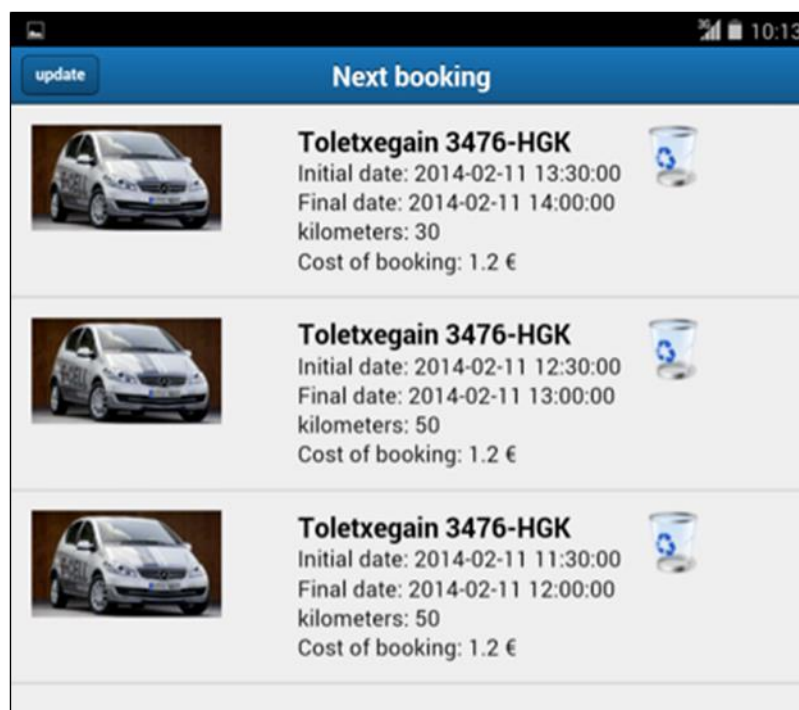 3G 10:13
update Next booking
Toletxegain 3476-HGK
Initial date: 2014-02-11 13:30:00
Final date: 2014-02-11 14:00:00
kilometers: 30
Cost of booking: 1.2 €
Toletxegain 3476-HGK
Initial date: 2014-02-11 12:30:00
Final date: 2014-02-11 13:00:00
kilometers: 50
Cost of booking: 1.2 €
Toletxegain 3476-HGK
Initial date: 2014-02-11 11:30:00
Final date: 2014-02-11 12:00:00
kilometers: 50
Cost of booking: 1.2 €